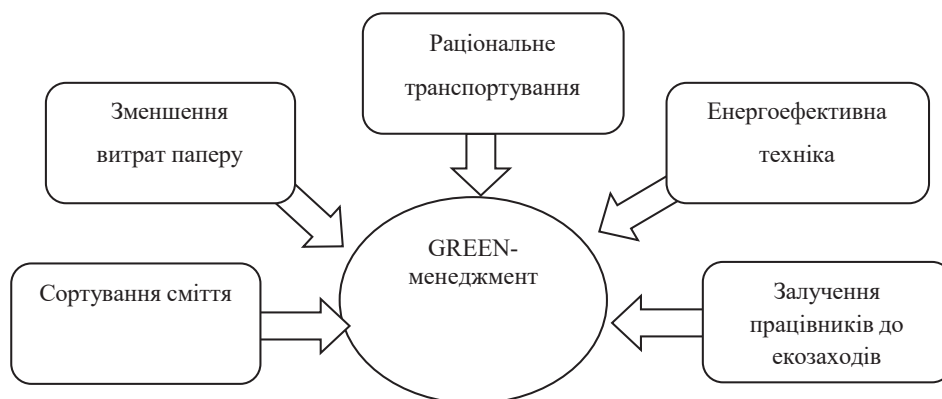 Раціональне
транспортування
Зменшення
витрат паперу
Енергоефективна
техніка
GREEN-
менеджмент
Сортування сміття
Залучення
працівників до
екозаходів